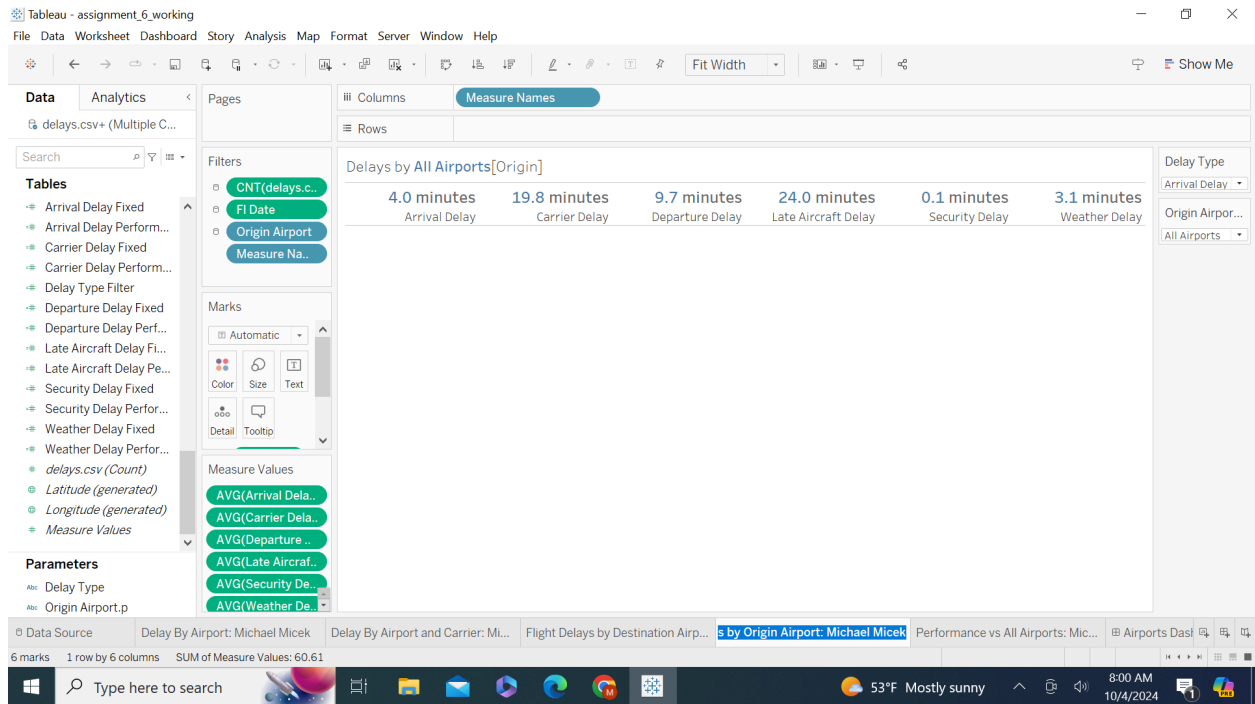 Tableau - assignment_6_working
File Data Worksheet Dashboard Story Analysis Map Format Server Window Help
Fit Width
Show Me
Data Analytics
delays.csv+ (Multiple C...
Search
Tables
Arrival Delay Fixed
Arrival Delay Perform...
Carrier Delay Fixed
Carrier Delay Perform...
Delay Type Filter
Departure Delay Fixed
Departure Delay Perf...
Late Aircraft Delay Fi...
Late Aircraft Delay Pe...
Security Delay Fixed
Security Delay Perfor...
Weather Delay Fixed
Weather Delay Perfor...
delays.csv (Count)
Latitude (generated)
Longitude (generated)
Measure Values
Parameters
Abc Delay Type
Abc Origin Airport.p
Pages
Filters
CNT(delays.c..
Fl Date
Origin Airport
Measure Na..
Marks
Automatic
Color Size Text
Detail Tooltip
Measure Values
AVG(Arrival Dela..
AVG(Carrier Dela..
AVG(Departure ..
AVG(Late Aircraf..
AVG(Security De..
AVG(Weather De..
Columns Measure Names
Rows
Delays by All Airports[Origin]
4.0 minutes 19.8 minutes 9.7 minutes 24.0 minutes 0.1 minutes 3.1 minutes
Arrival Delay Carrier Delay Departure Delay Late Aircraft Delay Security Delay Weather Delay
Delay Type
Arrival Delay
Origin Airpor...
All Airports
Data Source Delay By Airport: Michael Micek Delay By Airport and Carrier: Mi... Flight Delays by Destination Airp... s by Origin Airport: Michael Micek Performance vs All Airports: Mic... Airports Dash
6 marks 1 row by 6 columns SUM of Measure Values: 60.61
Type here to search
53°F Mostly sunny
8:00 AM
10/4/2024
1
PRE